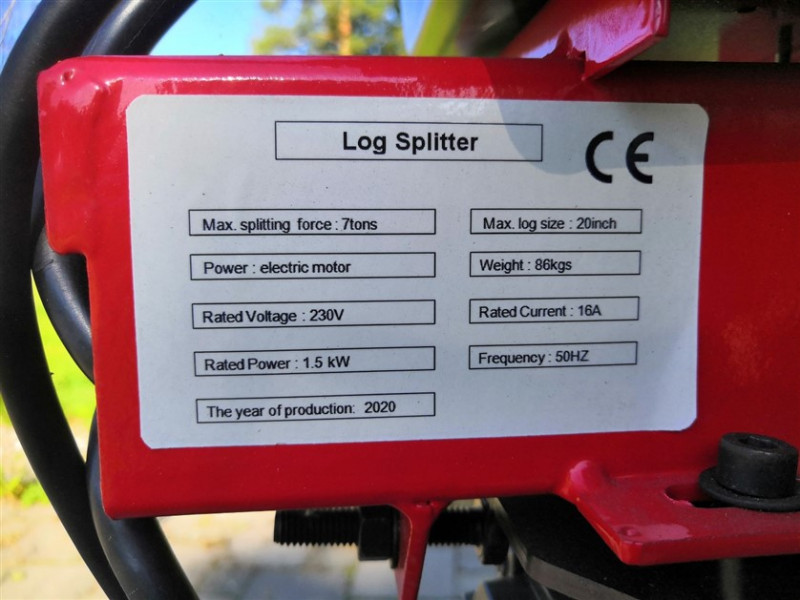 Log Splitter
CE
Max. splitting force : 7tons
Max. log size : 20inch
Power : electric motor
Weight : 86kgs
Rated Voltage : 230V
Rated Current : 16A
Rated Power : 1.5 kW
Frequency : 50HZ
The year of production: 2020